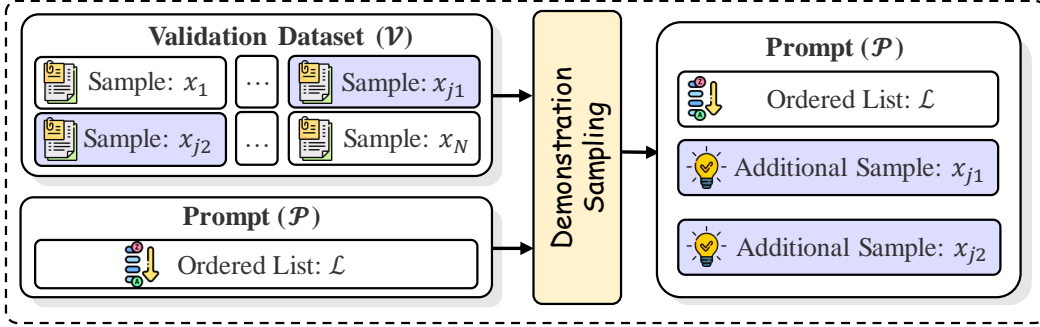 Validation Dataset (𝒱)
Sample: x₁ … Sample: xⱼ₁
Sample: xⱼ₂ … Sample: x_N
Prompt (𝒫)
Ordered List: ℒ
Demonstration
Sampling
Prompt (𝒫)
Z
A
Ordered List: ℒ
Additional Sample: xⱼ₁
Additional Sample: xⱼ₂